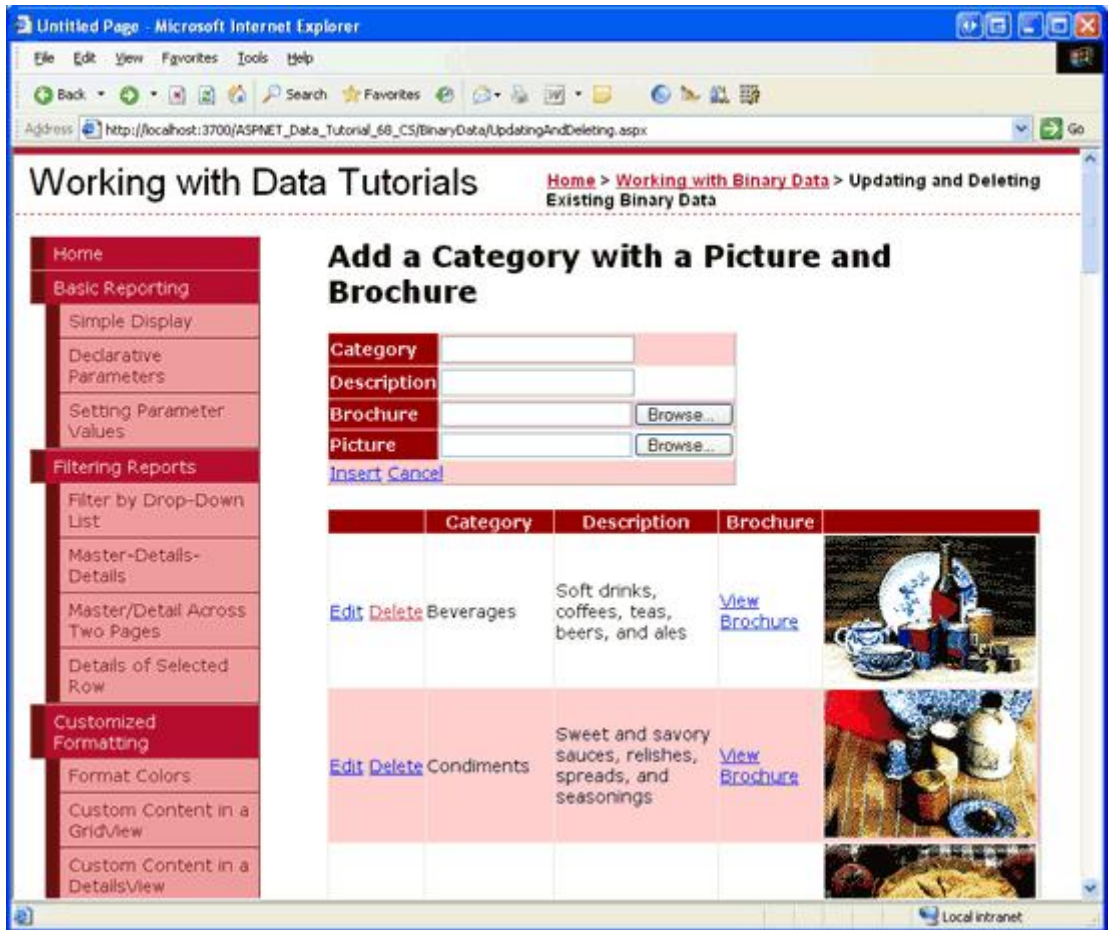 Untitled Page - Microsoft Internet Explorer
File Edit View Favorites Tools Help
Back Search Favorites
Address http://localhost:3700/ASPNET_Data_Tutorial_68_CS/BinaryData/UpdatingAndDeleting.aspx Go
Working with Data Tutorials
Home > Working with Binary Data > Updating and Deleting
Existing Binary Data
Home
Basic Reporting
Simple Display
Declarative
Parameters
Setting Parameter
Values
Filtering Reports
Filter by Drop-Down
List
Master-Details-
Details
Master/Detail Across
Two Pages
Details of Selected
Row
Customized
Formatting
Format Colors
Custom Content in a
GridView
Custom Content in a
DetailsView
Add a Category with a Picture and
Brochure
Category
Description
Brochure Browse...
Picture Browse...
Insert Cancel
Category Description Brochure
Edit Delete Beverages
Soft drinks,
coffees, teas,
beers, and ales
View
Brochure
Edit Delete Condiments
Sweet and savory
sauces, relishes,
spreads, and
seasonings
View
Brochure
Local intranet